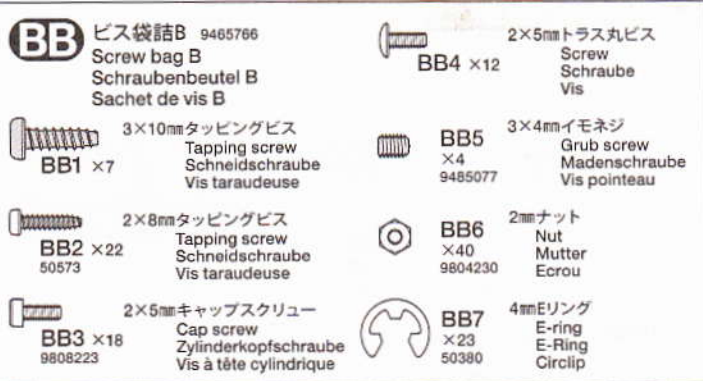 BB ビス袋詰B 9465766
Screw bag B
Schraubenbeutel B
Sachet de vis B
3×10㎜タッピングビス
BB1 ×7
Tapping screw
Schneidschraube
Vis taraudeuse
2×8㎜タッピングビス
BB2 ×22
50573
Tapping screw
Schneidschraube
Vis taraudeuse
2×5㎜キャップスクリュー
BB3 ×18
9808223
Cap screw
Zylinderkopfschraube
Vis à tête cylindrique
2×5㎜トラス丸ビス
BB4 ×12
Screw
Schraube
Vis
3×4㎜イモネジ
BB5
×4
9485077
Grub screw
Madenschraube
Vis pointeau
2㎜ナット
BB6
×40
9804230
Nut
Mutter
Ecrou
4㎜Eリング
BB7
×23
50380
E-ring
E-Ring
Circlip